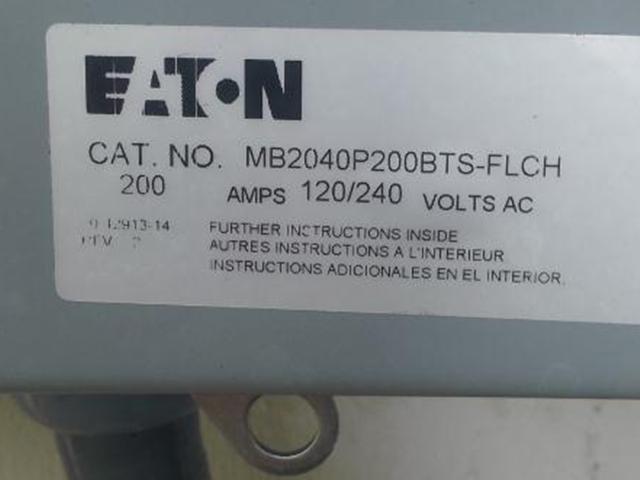 EATON
CAT. NO. MB2040P200BTS-FLCH
200 AMPS 120/240 VOLTS AC
FURTHER INSTRUCTIONS INSIDE
AUTRES INSTRUCTIONS A L'INTERIEUR
INSTRUCTIONS ADICIONALES EN EL INTERIOR.